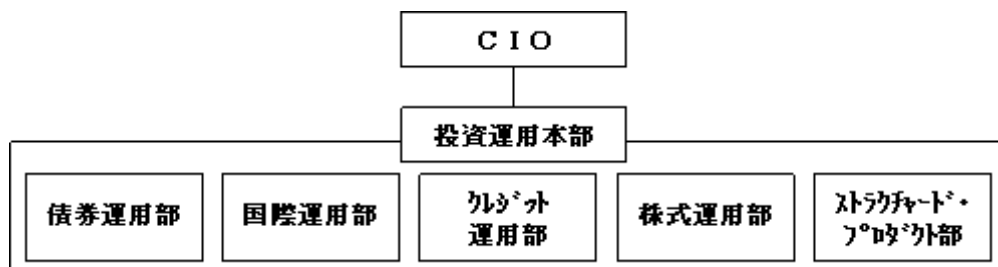 ＣＩＯ
投資運用本部
債券運用部
国際運用部
ｸﾚｼﾞｯﾄ
運用部
株式運用部
ｽﾄﾗｸﾁｬｰﾄﾞ・
ﾌﾟﾛﾀﾞｸﾄ部